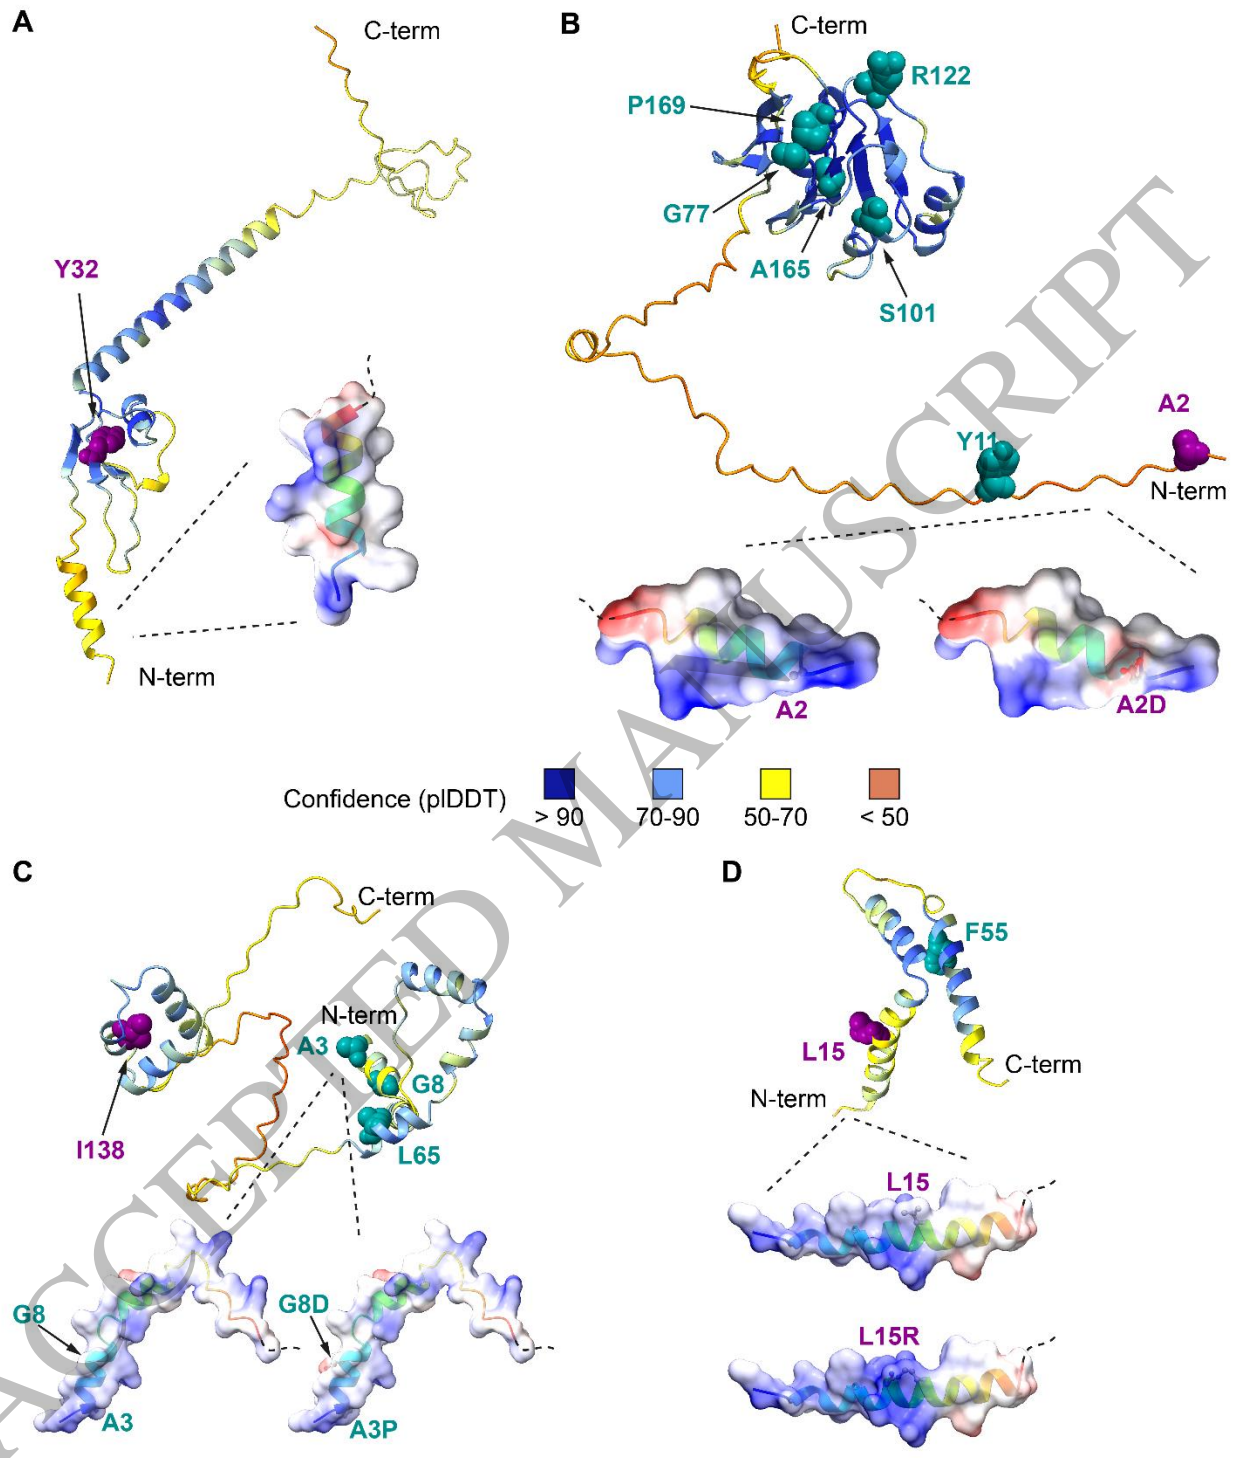 A
C-term
Y32
N-term
B
C-term
R122
P169
G77
A165
S101
A2
Y11
N-term
A2
A2D
Confidence (plDDT)
> 90
70-90
50-70
< 50
C
C-term
N-term
A3
G8
I138
L65
G8
G8D
A3
A3P
D
F55
L15
C-term
N-term
L15
L15R
ACCEPTED MANUSCRIPT